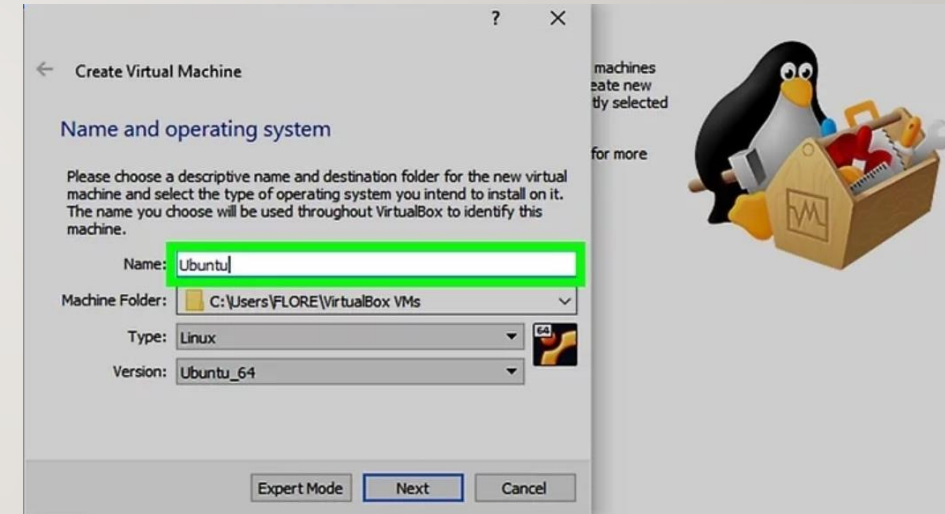 ?
Create Virtual Machine
machines
eate new
tly selected
for more
Name and operating system
Please choose a descriptive name and destination folder for the new virtual
machine and select the type of operating system you intend to install on it.
The name you choose will be used throughout VirtualBox to identify this
machine.
Name: Ubuntu
Machine Folder: C:\Users\FLORE\VirtualBox VMs
Type: Linux
64
Version: Ubuntu_64
Expert Mode Next Cancel